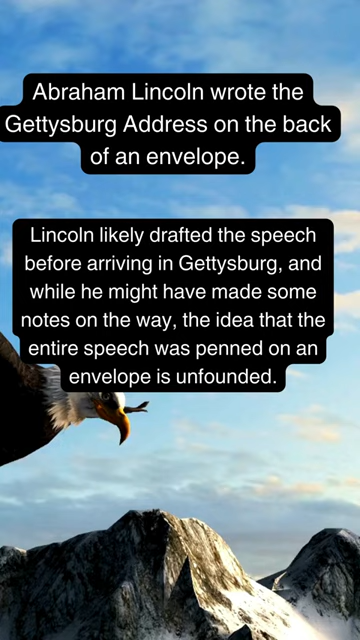 Abraham Lincoln wrote the
Gettysburg Address on the back
of an envelope.
Lincoln likely drafted the speech
before arriving in Gettysburg, and
while he might have made some
notes on the way, the idea that the
entire speech was penned on an
envelope is unfounded.